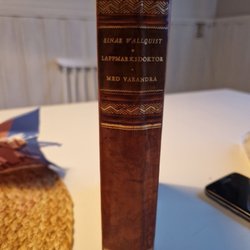 EINAR WALLQUIST
LAPPMARKSDOKTOR
MED VARANDRA